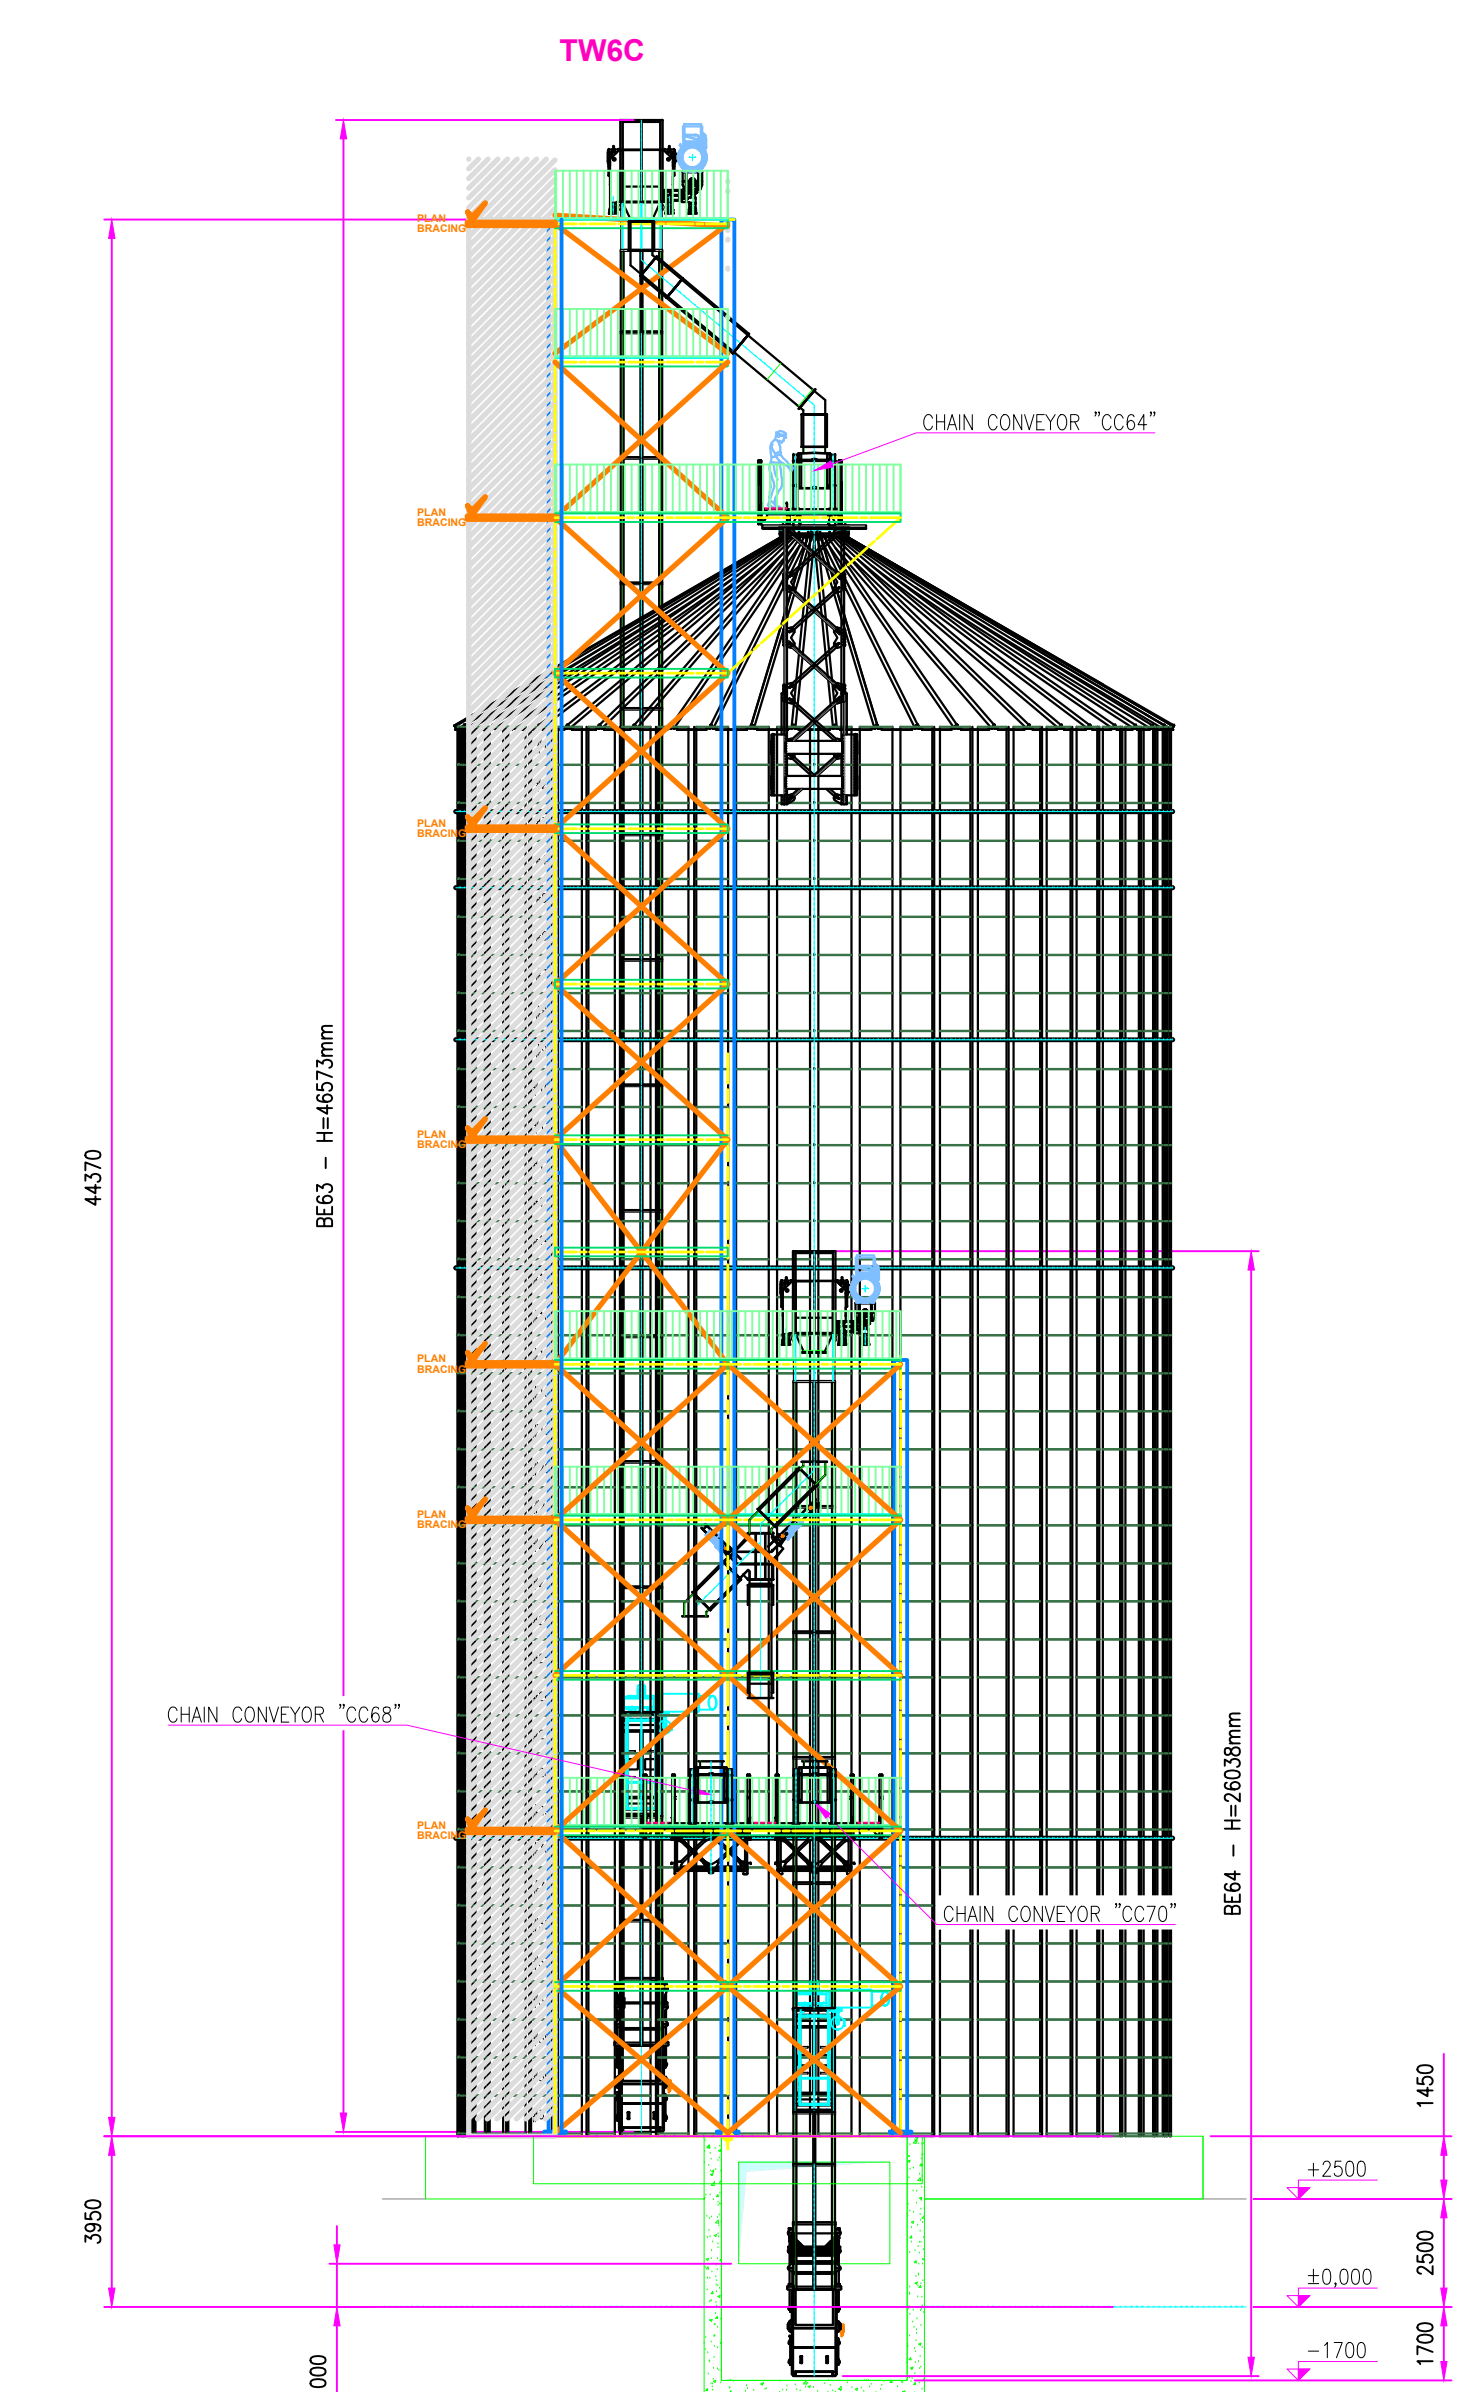 TW6C
PLAN
BRACING
CHAIN CONVEYOR "CC64"
PLAN
BRACING
PLAN
BRACING
BE63 - H=46573mm
44370
PLAN
BRACING
PLAN
BRACING
PLAN
BRACING
CHAIN CONVEYOR "CC68"
BE64 - H=26038mm
PLAN
BRACING
CHAIN CONVEYOR "CC70"
1450
+2500
3950
2500
±0,000
1700
-1700
000